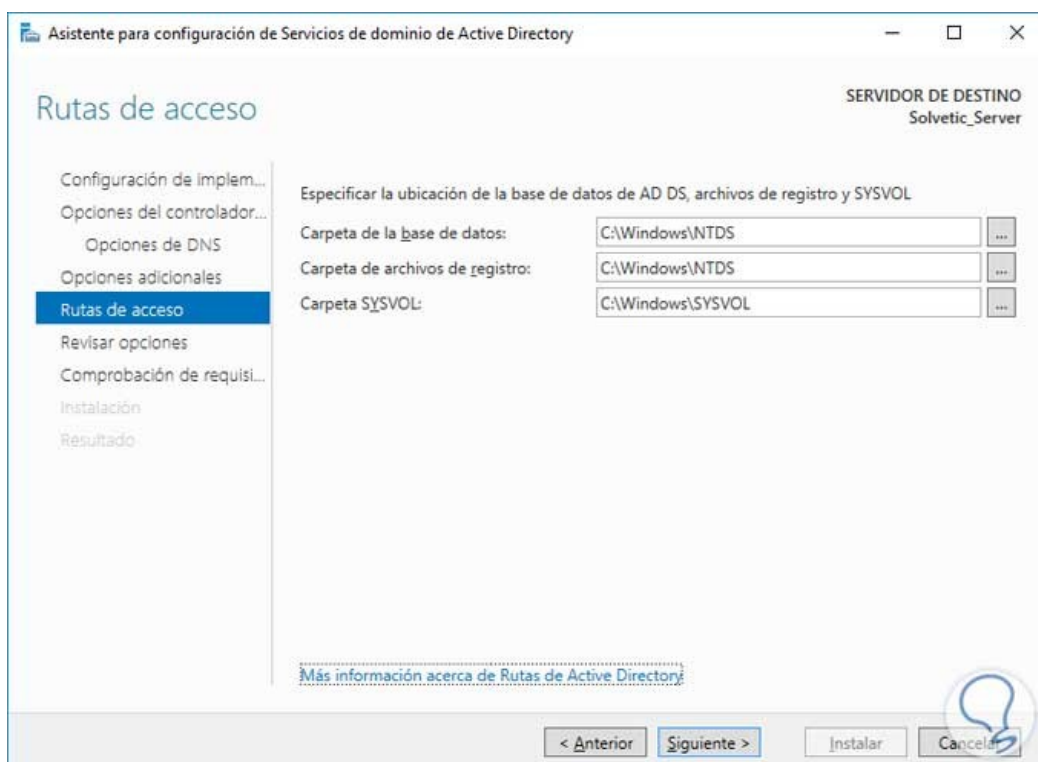 Asistente para configuración de Servicios de dominio de Active Directory
Rutas de acceso
SERVIDOR DE DESTINO
Solvetic_Server
Configuración de implem...
Opciones del controlador...
Opciones de DNS
Opciones adicionales
Rutas de acceso
Revisar opciones
Comprobación de requisi...
Instalación
Resultado
Especificar la ubicación de la base de datos de AD DS, archivos de registro y SYSVOL
Carpeta de la base de datos: C:\Windows\NTDS ...
Carpeta de archivos de registro: C:\Windows\NTDS ...
Carpeta SYSVOL: C:\Windows\SYSVOL ...
Más información acerca de Rutas de Active Directory
< Anterior Siguiente > Instalar Cancelar